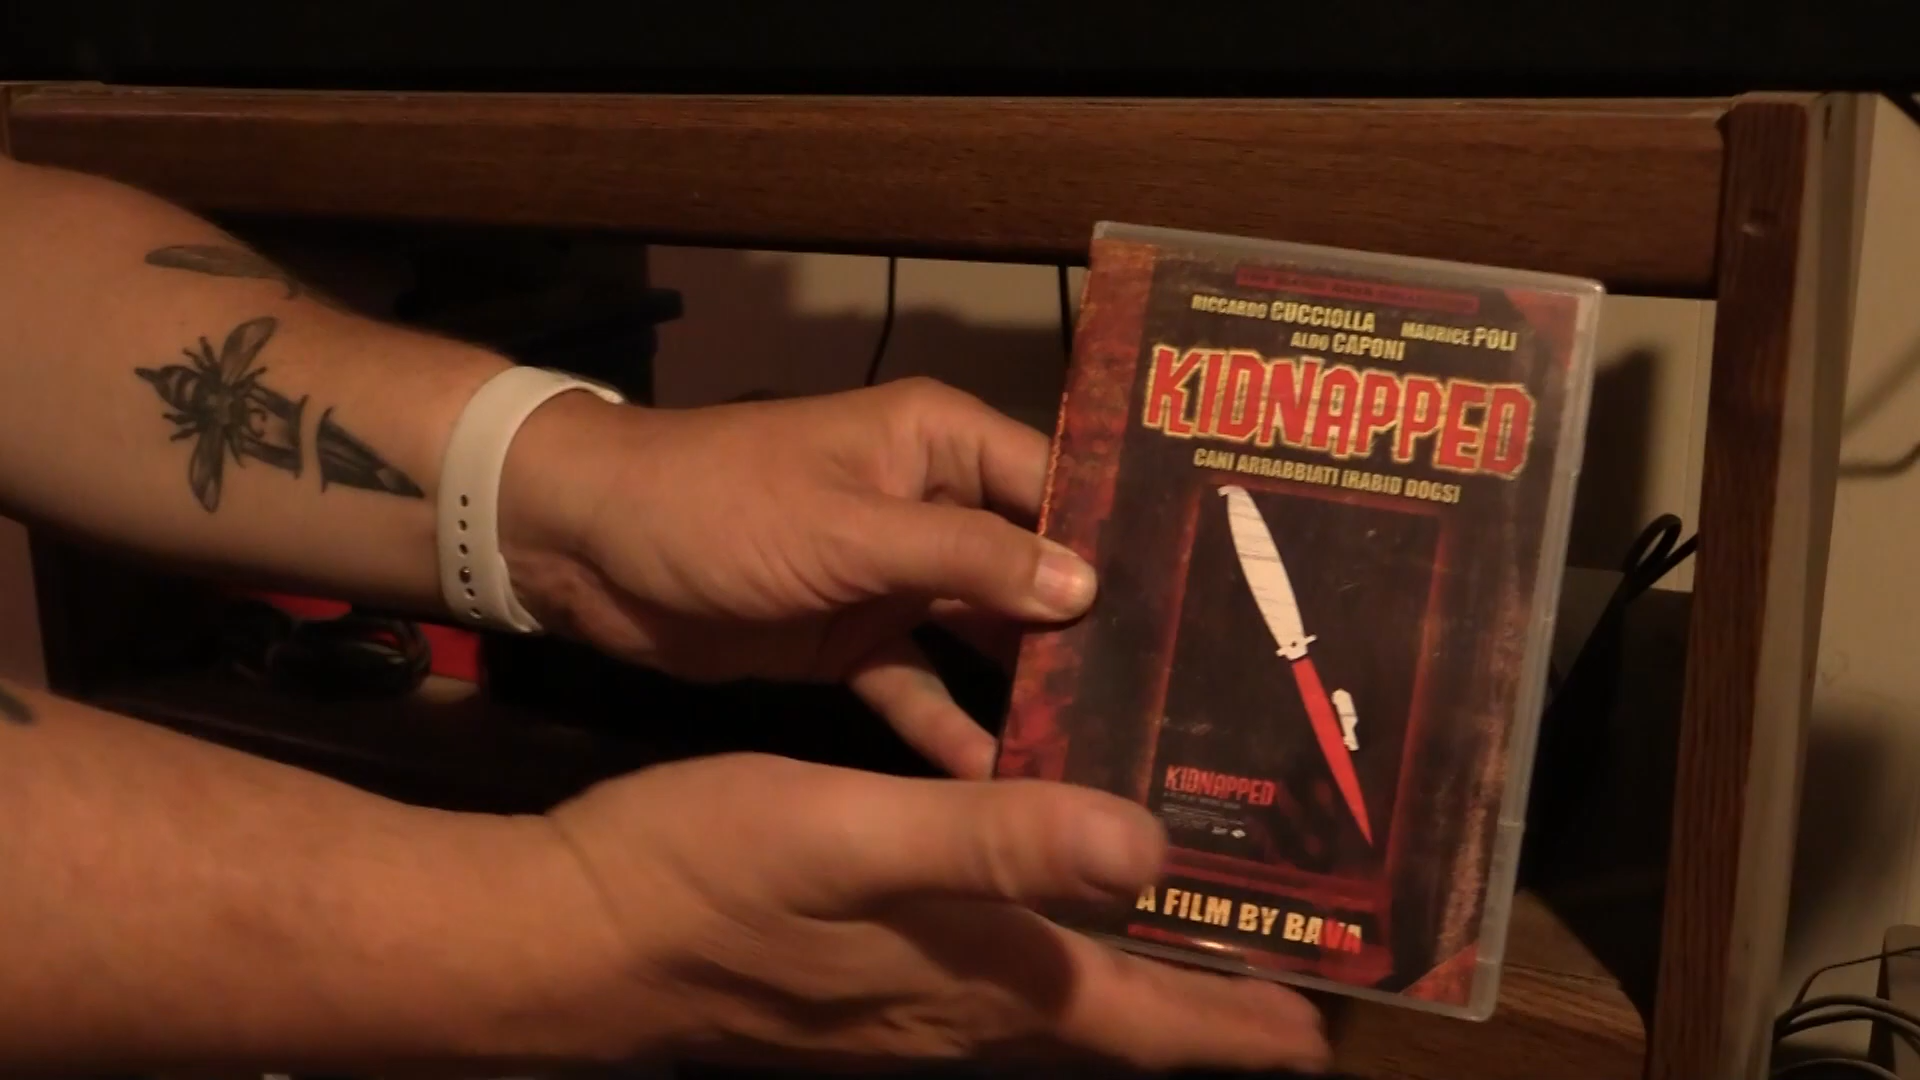 RICCARDO CUCCIOLLA MAURICE POLI
ALDO CAPONI
KIDNAPPED
CANI ARRABBIATI (RABID DOGS)
KIDNAPPED
A FILM BY BAVA